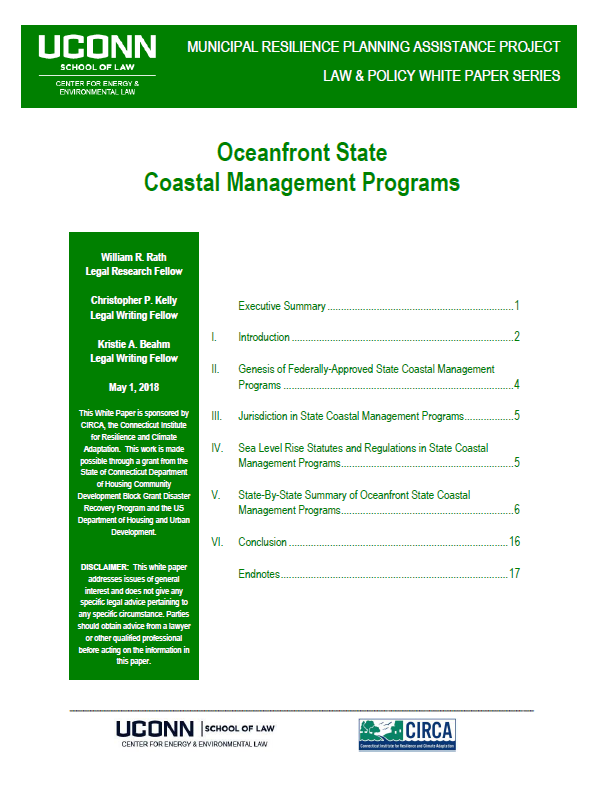 UCONN
SCHOOL OF LAW
CENTER FOR ENERGY &
ENVIRONMENTAL LAW
MUNICIPAL RESILIENCE PLANNING ASSISTANCE PROJECT
LAW & POLICY WHITE PAPER SERIES
Oceanfront State
Coastal Management Programs
William R. Rath
Legal Research Fellow
Christopher P. Kelly
Legal Writing Fellow
Kristie A. Beahm
Legal Writing Fellow
May 1, 2018
This White Paper is sponsored by
CIRCA, the Connecticut Institute
for Resilience and Climate
Adaptation. This work is made
possible through a grant from the
State of Connecticut Department
of Housing Community
Development Block Grant Disaster
Recovery Program and the US
Department of Housing and Urban
Development.
DISCLAIMER: This white paper
addresses issues of general
interest and does not give any
specific legal advice pertaining to
any specific circumstance. Parties
should obtain advice from a lawyer
or other qualified professional
before acting on the information in
this paper.
Executive Summary ........ 1
I. Introduction ........ 2
II. Genesis of Federally-Approved State Coastal Management
Programs ........ 4
III. Jurisdiction in State Coastal Management Programs ........ 5
IV. Sea Level Rise Statutes and Regulations in State Coastal
Management Programs ........ 5
V. State-By-State Summary of Oceanfront State Coastal
Management Programs ........ 6
VI. Conclusion ........ 16
Endnotes ........ 17
UCONN | SCHOOL OF LAW
CENTER FOR ENERGY & ENVIRONMENTAL LAW
CIRCA
Connecticut Institute for Resilience and Climate Adaptation